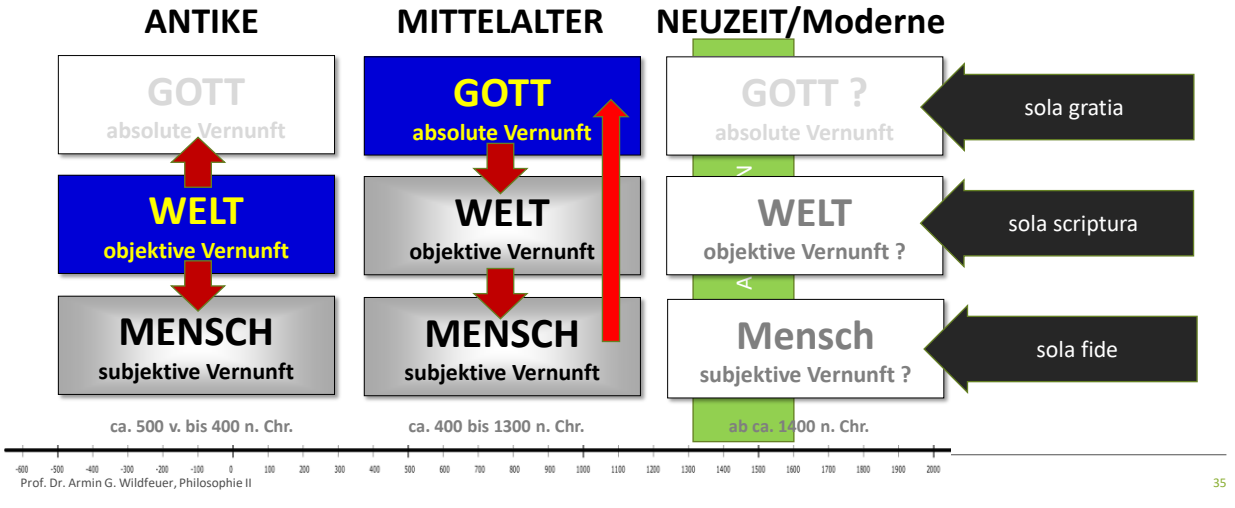 ANTIKE
MITTELALTER
NEUZEIT/Moderne
GOTT
absolute Vernunft
WELT
objektive Vernunft
MENSCH
subjektive Vernunft
ca. 500 v. bis 400 n. Chr.
GOTT
absolute Vernunft
WELT
objektive Vernunft
MENSCH
subjektive Vernunft
ca. 400 bis 1300 n. Chr.
GOTT ?
absolute Vernunft
WELT
objektive Vernunft ?
Mensch
subjektive Vernunft ?
ab ca. 1400 n. Chr.
sola gratia
sola scriptura
sola fide
-600 -500 -400 -300 -200 -100 0 100 200 300 400 500 600 700 800 900 1000 1100 1200 1300 1400 1500 1600 1700 1800 1900 2000
Prof. Dr. Armin G. Wildfeuer, Philosophie II
35